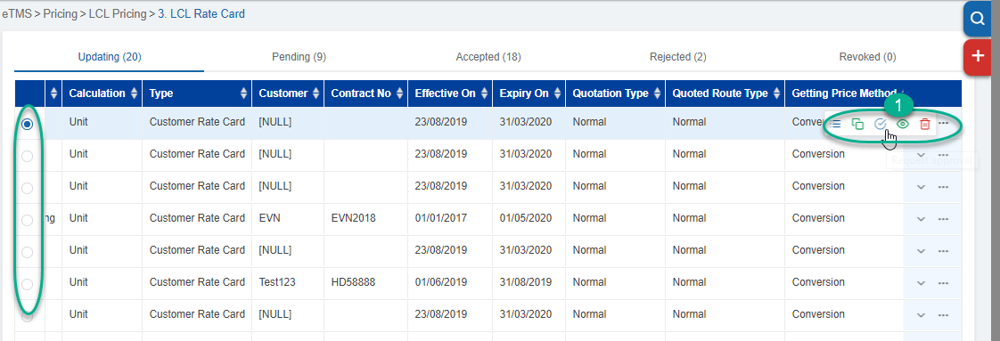 eTMS > Pricing > LCL Pricing > 3. LCL Rate Card
Updating (20) Pending (9) Accepted (18) Rejected (2) Revoked (0)
Calculation Type Customer Contract No Effective On Expiry On Quotation Type Quoted Route Type Getting Price Method
1
Unit Customer Rate Card [NULL] 23/08/2019 31/03/2020 Normal Normal Conver
Unit Customer Rate Card [NULL] 23/08/2019 31/03/2020 Normal Normal Conversion
Request approval
Unit Customer Rate Card [NULL] 23/08/2019 31/03/2020 Normal Normal Conversion
ng Unit Customer Rate Card EVN EVN2018 01/01/2017 01/05/2020 Normal Normal Conversion
Unit Customer Rate Card [NULL] 23/08/2019 31/03/2020 Normal Normal Conversion
Unit Customer Rate Card Test123 HD58888 01/06/2019 31/08/2019 Normal Normal Conversion
Unit Customer Rate Card [NULL] 23/08/2019 31/03/2020 Normal Normal Conversion